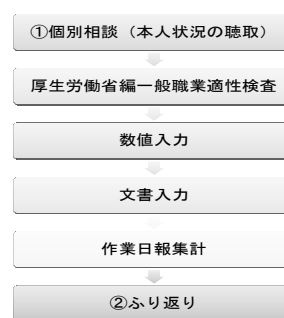 ①個別相談（本人状況の聴取）
厚生労働省編一般職業適性検査
数値入力
文書入力
作業日報集計
②ふり返り